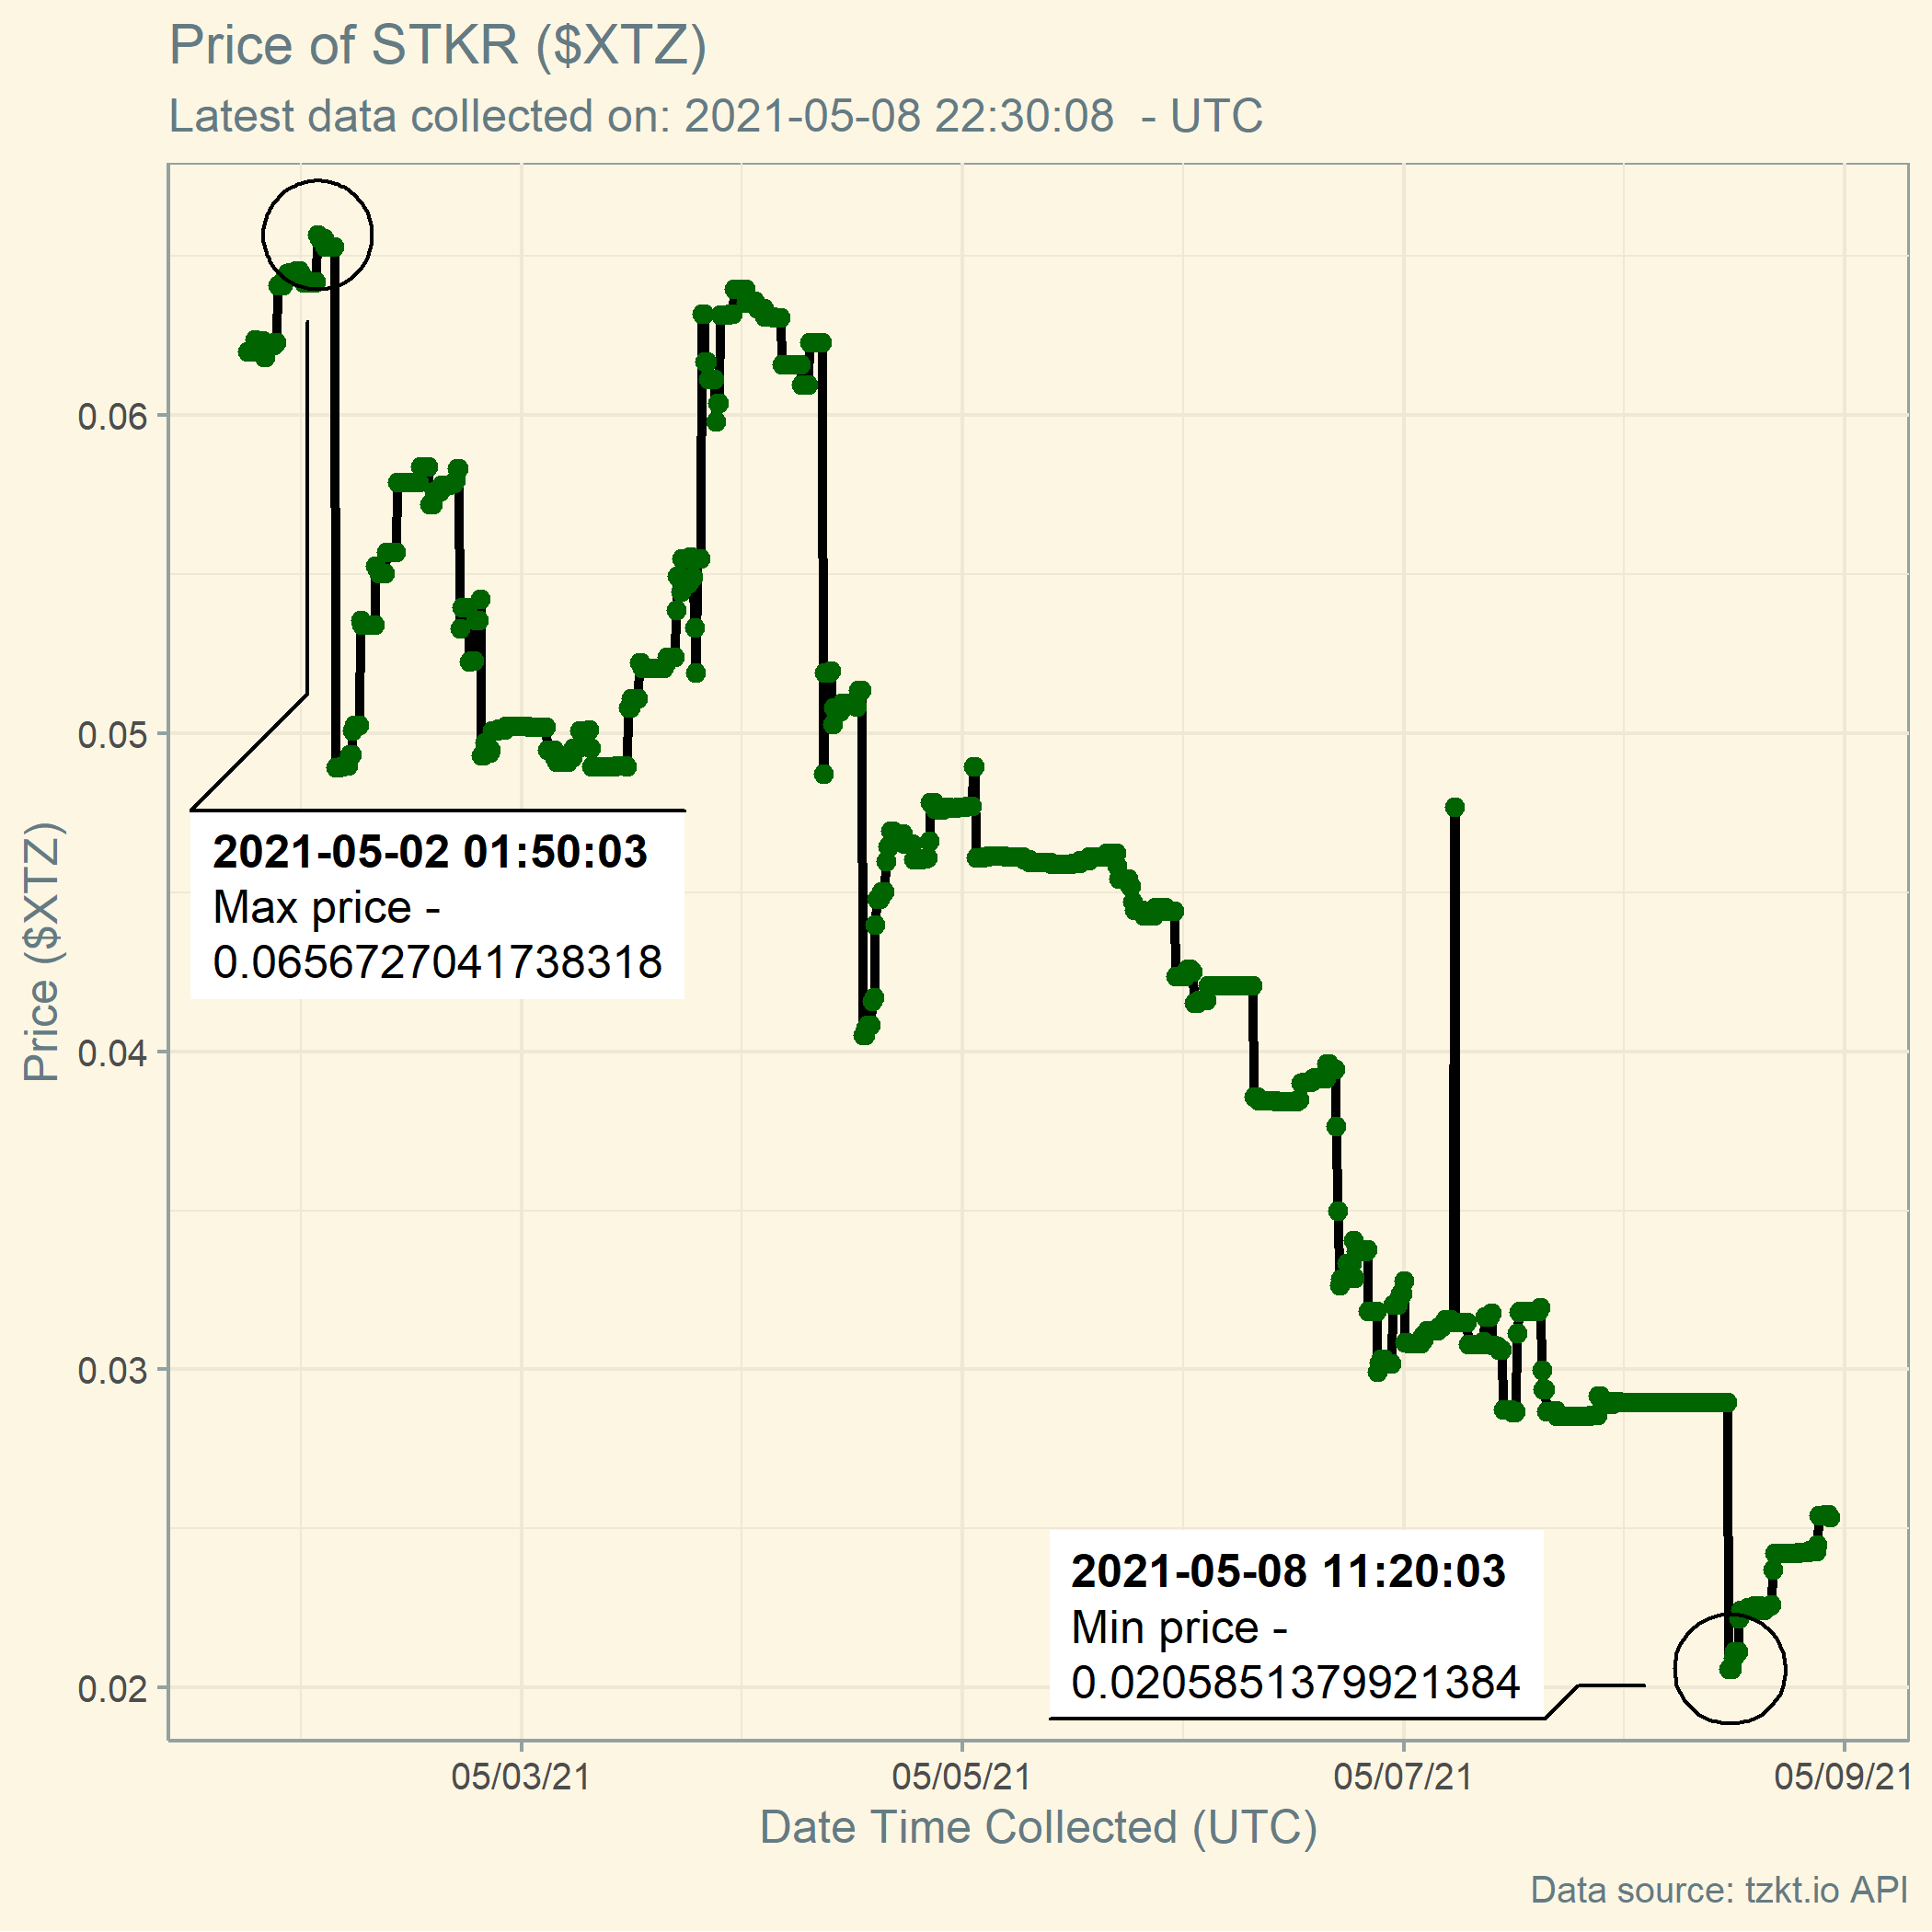 Price of STKR ($XTZ)
Latest data collected on: 2021-05-08 22:30:08  - UTC
Price ($XTZ)
0.06
0.05
0.04
0.03
0.02
2021-05-02 01:50:03
Max price -
0.0656727041738318
2021-05-08 11:20:03
Min price -
0.0205851379921384
05/03/21
05/05/21
05/07/21
05/09/21
Date Time Collected (UTC)
Data source: tzkt.io API